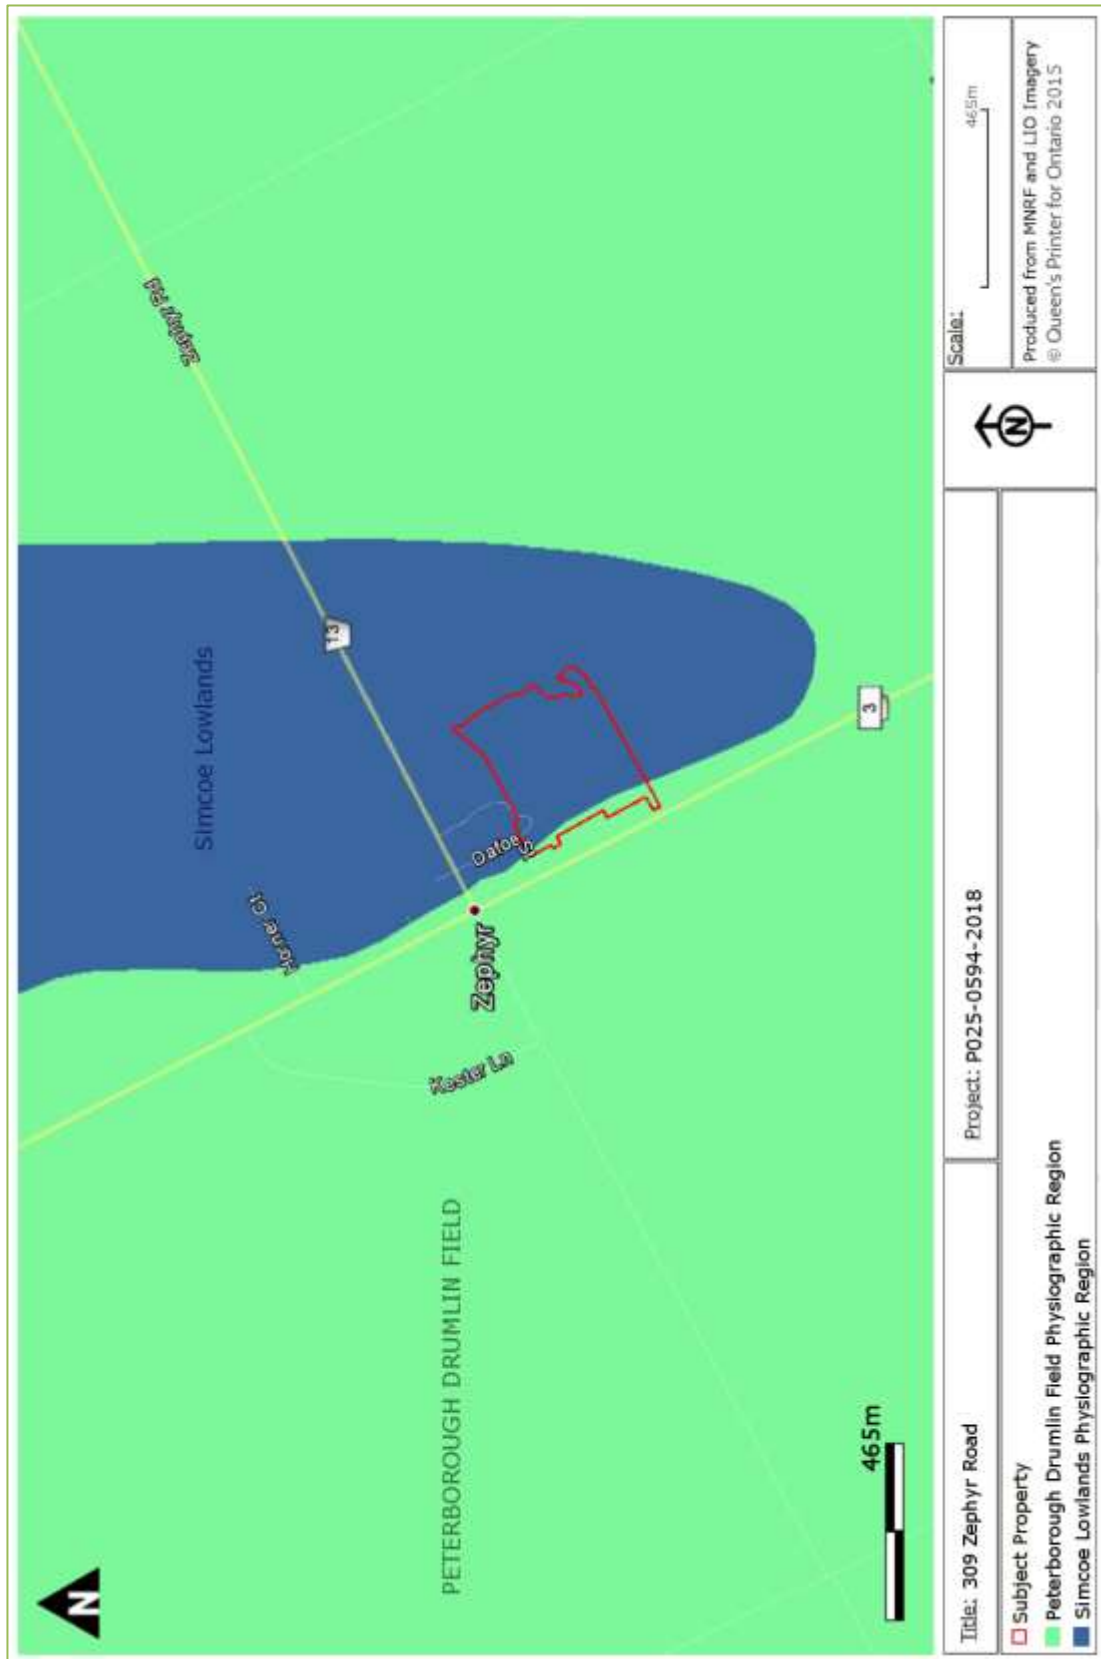 N
Simcoe Lowlands
Zephyr Rd
13
Horner Ct
Dafoe St
Zephyr
Kester Ln
PETERBOROUGH DRUMLIN FIELD
3
465m
Title: 309 Zephyr Road
Project: P025-0594-2018
N
Scale:
465m
Subject Property
Peterborough Drumlin Field Physiographic Region
Simcoe Lowlands Physiographic Region
Produced from MNRF and LIO Imagery
© Queen's Printer for Ontario 2015